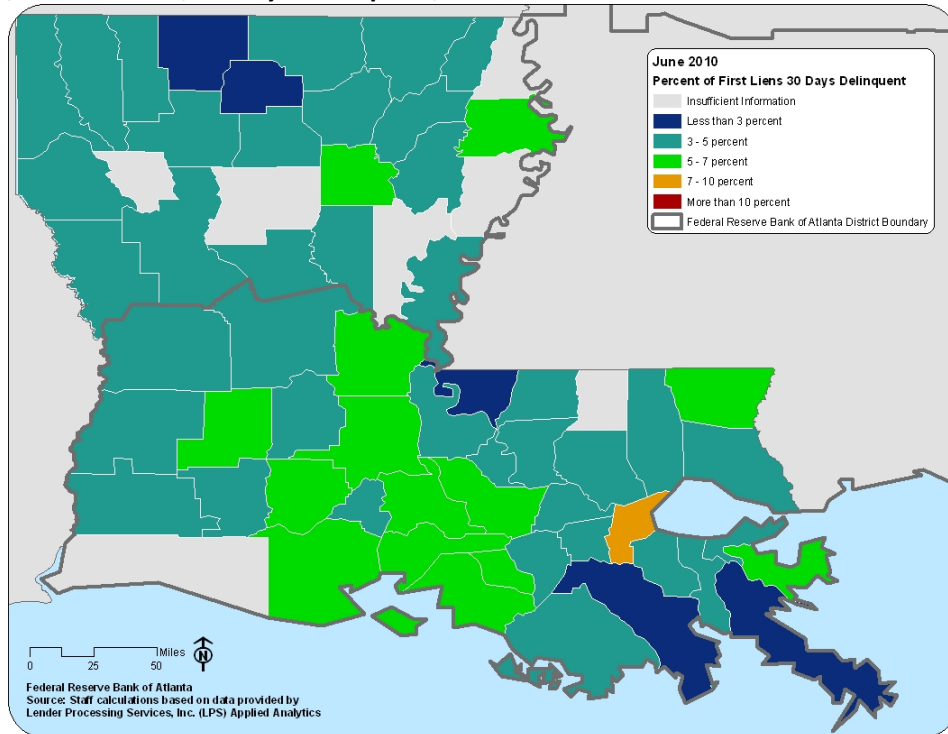 June 2010
Percent of First Liens 30 Days Delinquent
Insufficient Information
Less than 3 percent
3 - 5 percent
5 - 7 percent
7 - 10 percent
More than 10 percent
Federal Reserve Bank of Atlanta District Boundary
0 25 50 Miles
N
Federal Reserve Bank of Atlanta
Source: Staff calculations based on data provided by
Lender Processing Services, Inc. (LPS) Applied Analytics